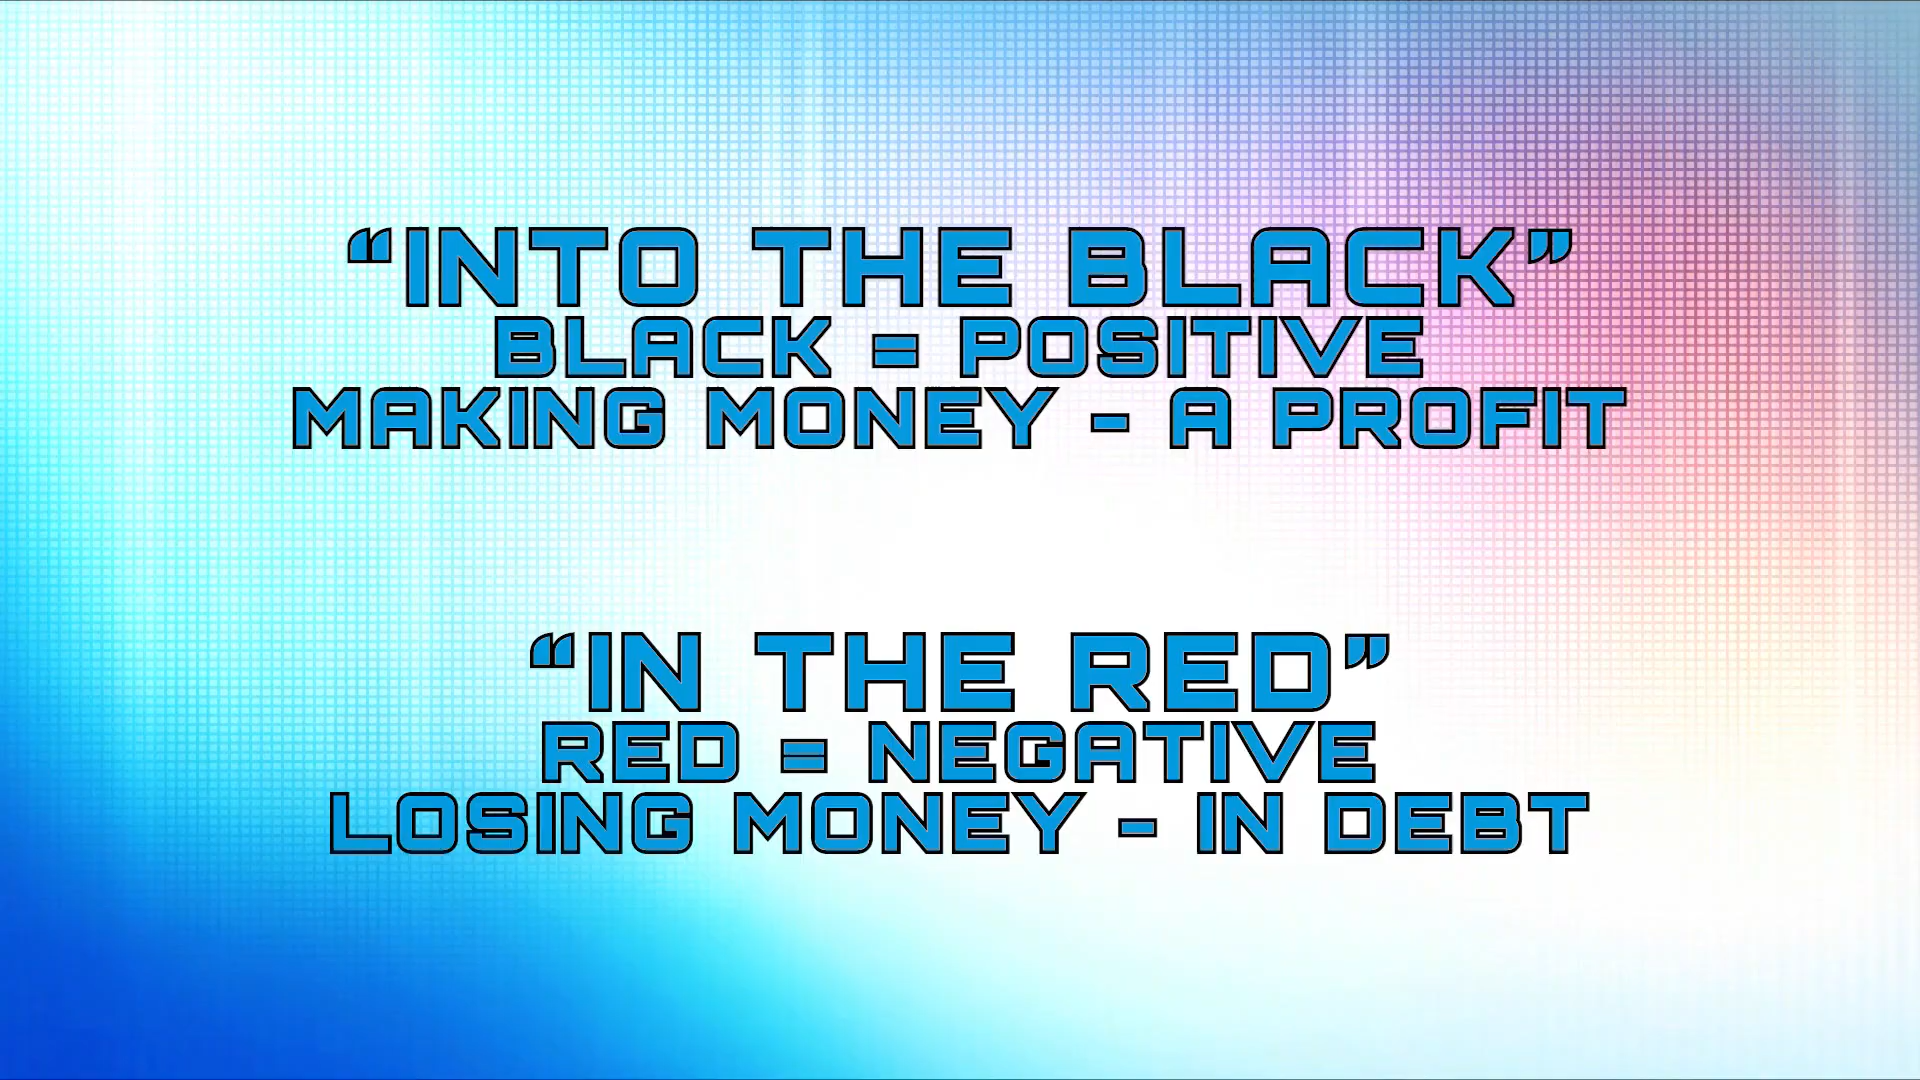 “INTO THE BLACK”
BLACK = POSITIVE
MAKING MONEY - A PROFIT
“IN THE RED”
RED = NEGATIVE
LOSING MONEY - IN DEBT